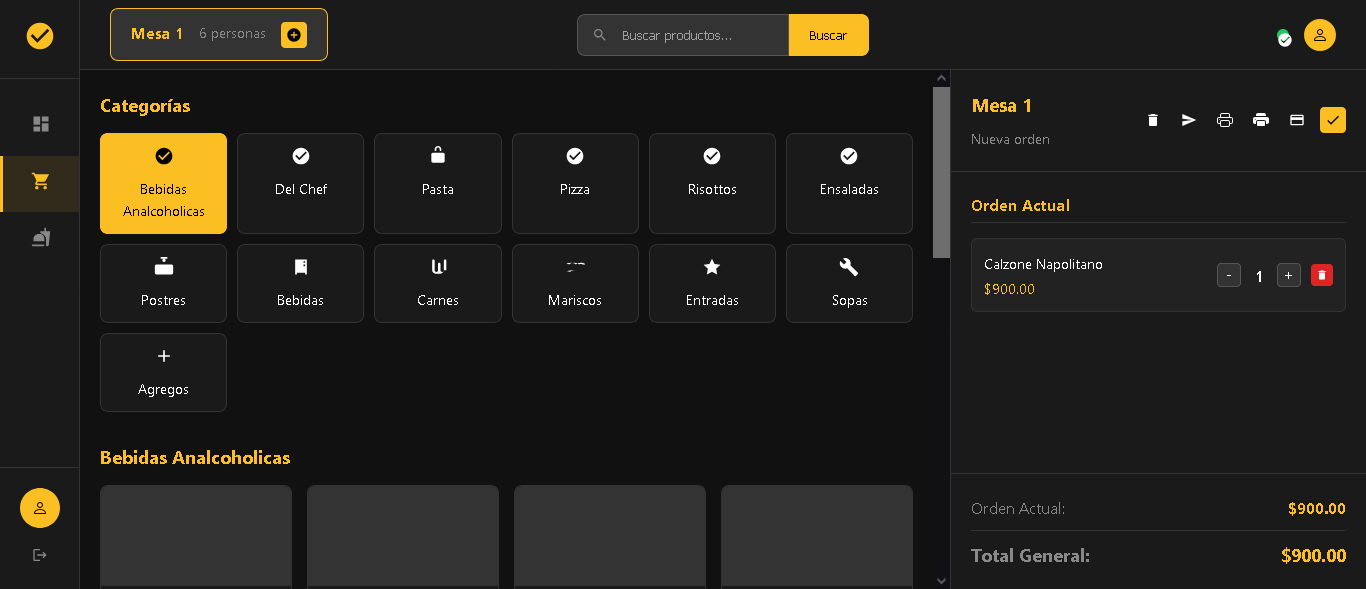 Mesa 1 6 personas
Buscar productos... Buscar
Categorías
Bebidas
Analcoholicas
Del Chef
Pasta
Pizza
Risottos
Ensaladas
Postres
Bebidas
Carnes
Mariscos
Entradas
Sopas
Agregos
Bebidas Analcoholicas
Mesa 1
Nueva orden
Orden Actual
Calzone Napolitano
$900.00
- 1 +
Orden Actual: $900.00
Total General: $900.00